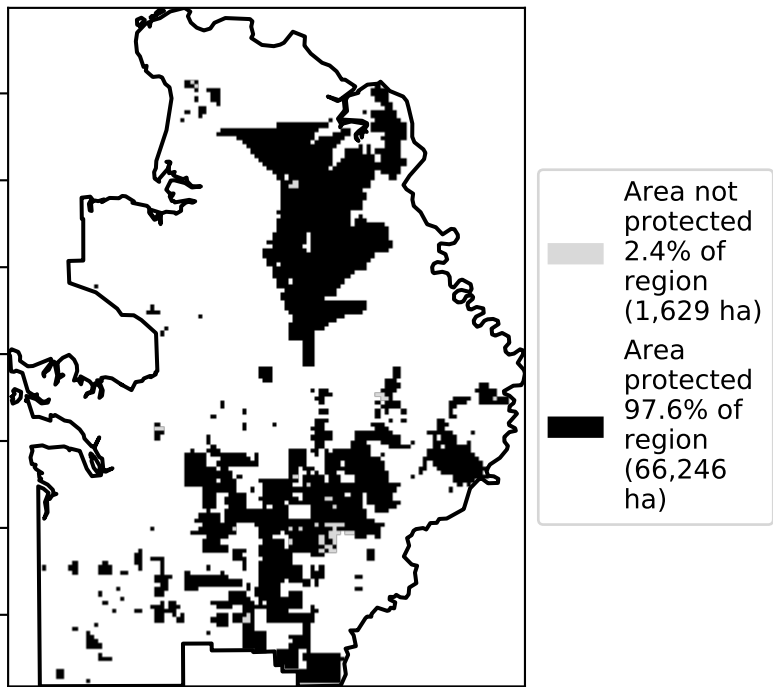 Area not
protected
2.4% of
region
(1,629 ha)
Area
protected
97.6% of
region
(66,246
ha)